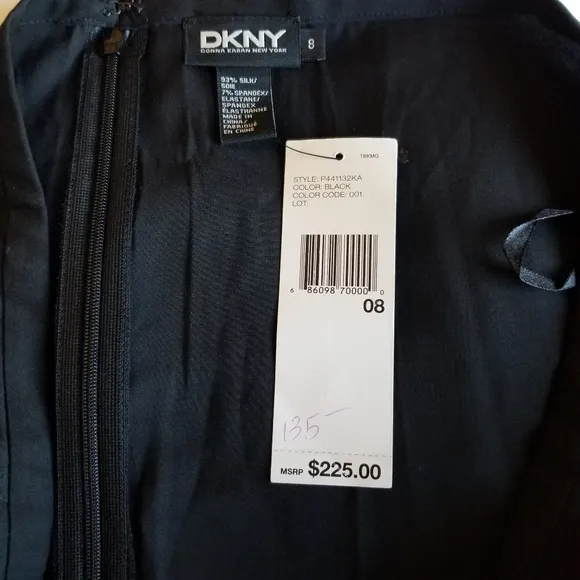 DKNY
DONNA KARAN NEW YORK
8
93% SILK/
SOIE
7% SPANDEX/
ELASTANE/
SPANDEX
ELASTHANNE
MADE IN
CHINA/
FABRIQUÉ
EN CHINE
TBKMG
STYLE: P441132KA
COLOR: BLACK
COLOR CODE: 001
LOT:
6 86098 70000 0
08
135-
MSRP $225.00